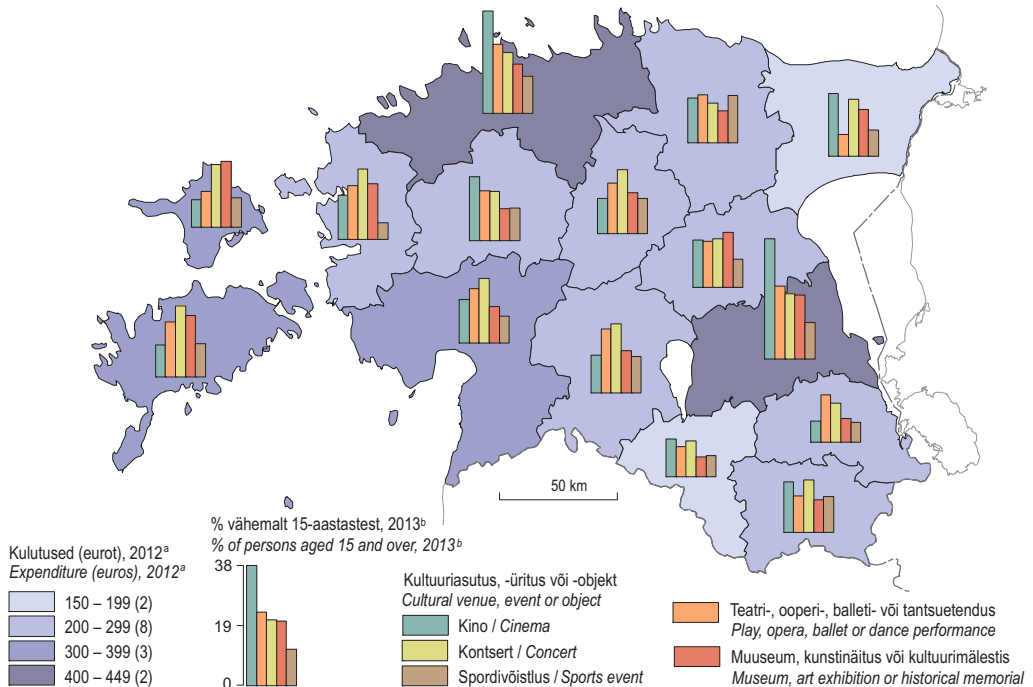 50 km
% vähemalt 15-aastastest, 2013ᵇ
% of persons aged 15 and over, 2013ᵇ
38
19
0
Kulutused (eurot), 2012ᵃ
Expenditure (euros), 2012ᵃ
150 – 199 (2)
200 – 299 (8)
300 – 399 (3)
400 – 449 (2)
Kultuuriasutus, -üritus või -objekt
Cultural venue, event or object
Kino / Cinema
Kontsert / Concert
Spordivõistlus / Sports event
Teatri-, ooperi-, balleti- või tantsuetendus
Play, opera, ballet or dance performance
Muuseum, kunstinäitus või kultuurimälestis
Museum, art exhibition or historical memorial